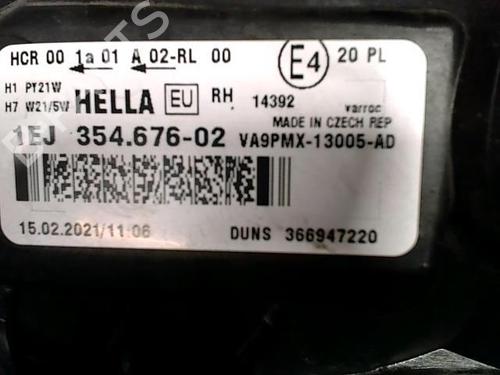 HCR 00 1a 01 A 02-RL 00
E4 20 PL
H1 PY21W
H7 W21/5W
HELLA EU RH 14392
varroc
MADE IN CZECH REP
1EJ 354.676-02 VA9PMX-13005-AD
15.02.2021/11:06 DUNS 366947220